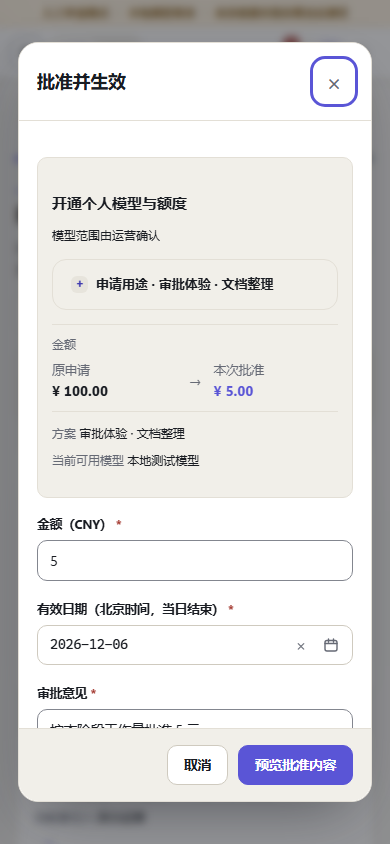 批准并生效
×
开通个人模型与额度
模型范围由运营确认
+ 申请用途 · 审批体验 · 文档整理
金额
原申请
¥ 100.00
→
本次批准
¥ 5.00
方案 审批体验 · 文档整理
当前可用模型 本地测试模型
金额（CNY） *
5
有效日期（北京时间，当日结束） *
2026-12-06 ×
审批意见 *
取消
预览批准内容